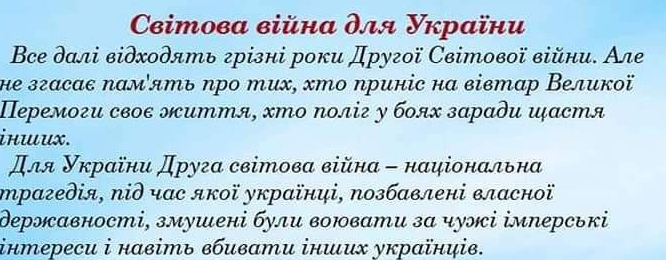 Світова війна для України
Все далі відходять грізні роки Другої Світової війни. Але
не згасає пам'ять про тих, хто приніс на вівтар Великої
Перемоги своє життя, хто поліг у боях заради щастя
інших.
Для України Друга світова війна – національна
трагедія, під час якої українці, позбавлені власної
державності, змушені були воювати за чужі імперські
інтереси і навіть вбивати інших українців.